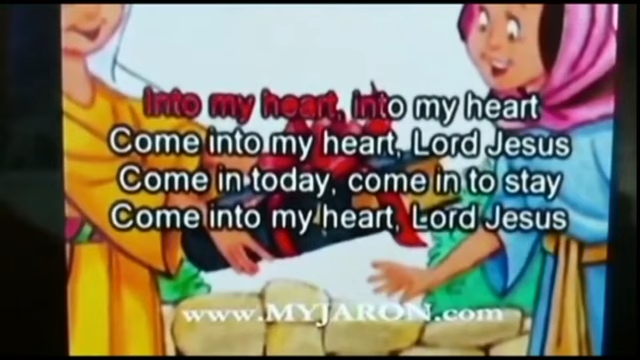 Into my heart, into my heart
Come into my heart, Lord Jesus
Come in today, come in to stay
Come into my heart, Lord Jesus
www.MYJARON.com